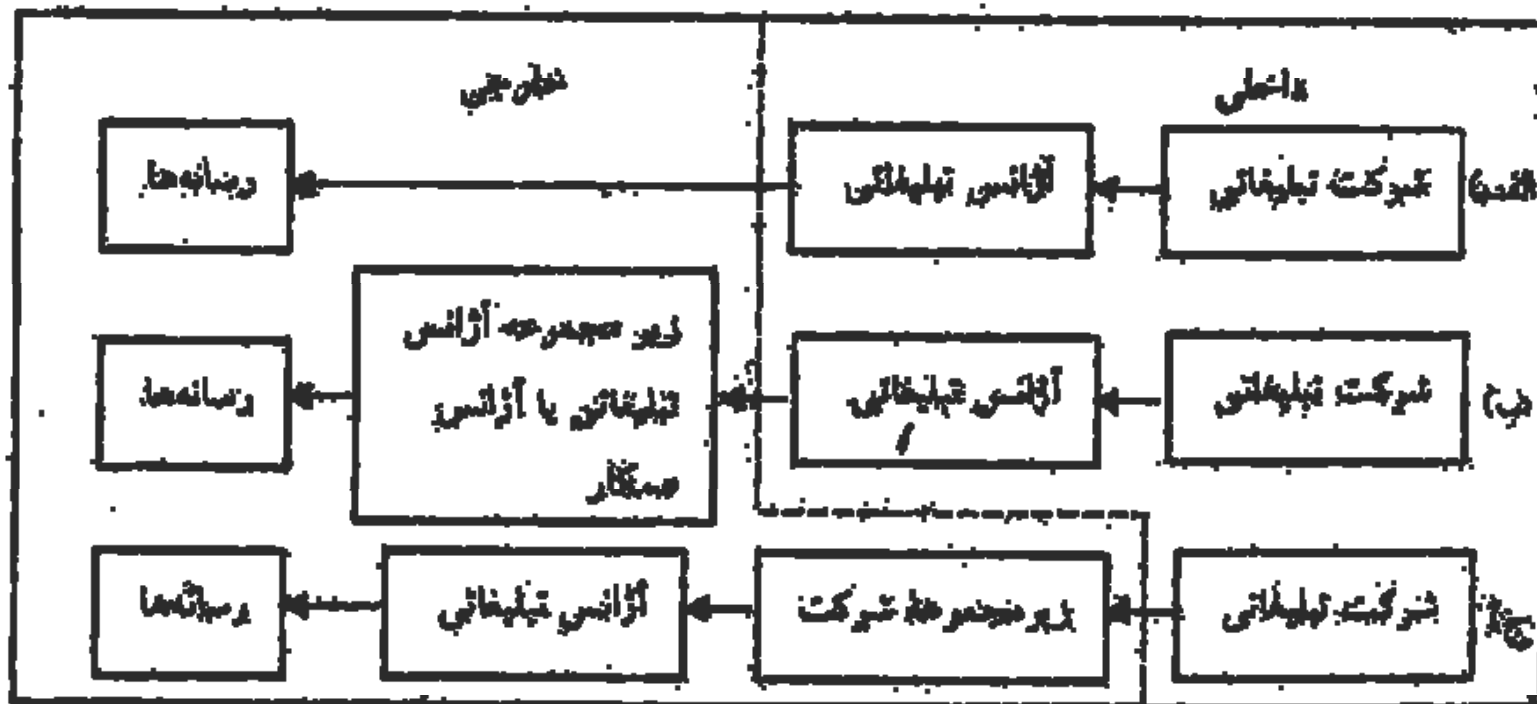 داخلی
خارجی
الف)
شرکت تبلیغاتی
آژانس تبلیغاتی
رسانه‌ها
ب)
شرکت تبلیغاتی
آژانس تبلیغاتی
زیر مجموعه آژانس
تبلیغاتی یا آژانس
همکار
رسانه‌ها
ج)
شرکت تبلیغاتی
زیر مجموعه شرکت
آژانس تبلیغاتی
رسانه‌ها